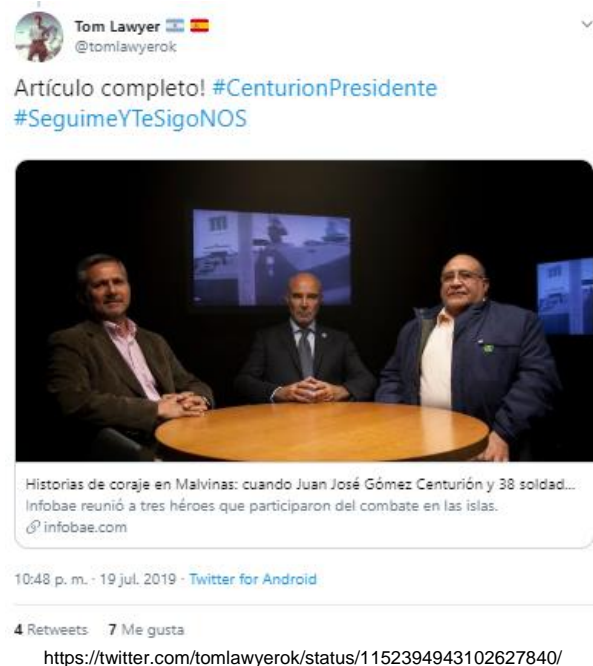 Tom Lawyer
@tomlawyerok
Artículo completo! #CenturionPresidente
#SeguimeYTeSigoNOS
Historias de coraje en Malvinas: cuando Juan José Gómez Centurión y 38 soldad...
Infobae reunió a tres héroes que participaron del combate en las islas.
infobae.com
10:48 p. m. · 19 jul. 2019 · Twitter for Android
4 Retweets 7 Me gusta
https://twitter.com/tomlawyerok/status/1152394943102627840/